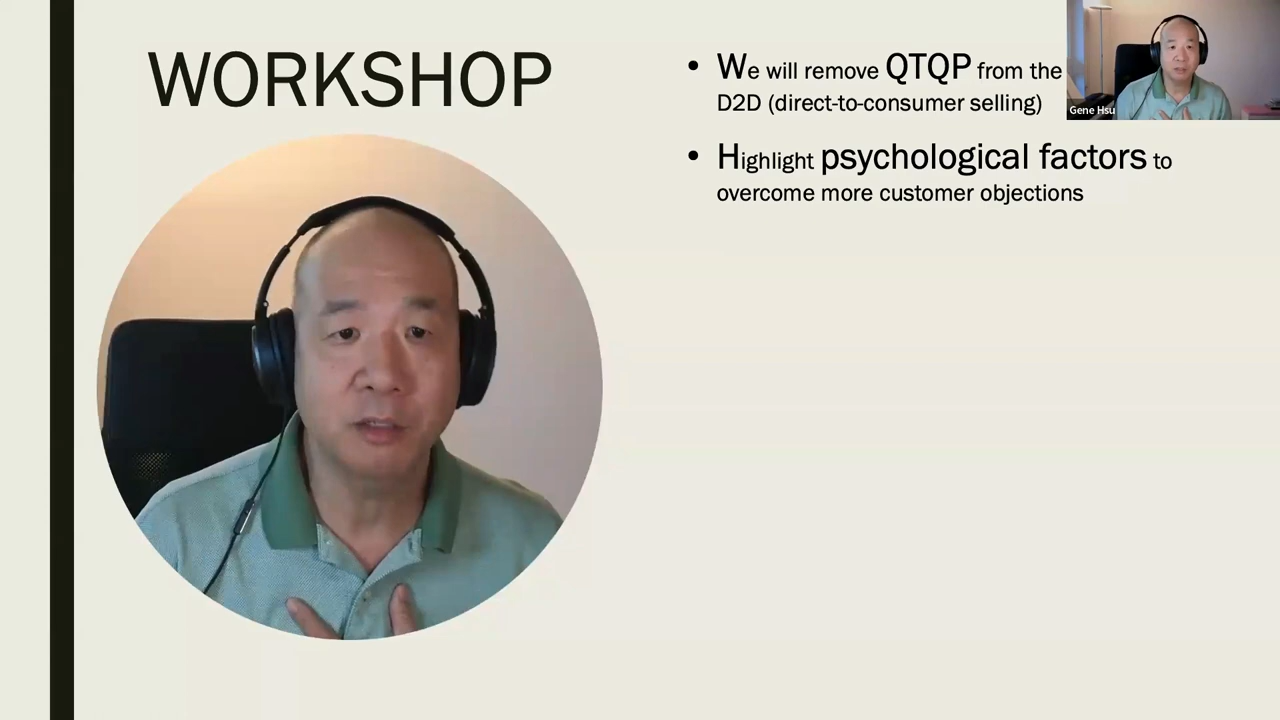 WORKSHOP
• We will remove QTQP from the
D2D (direct-to-consumer selling)
• Highlight psychological factors to
overcome more customer objections
Gene Hsu